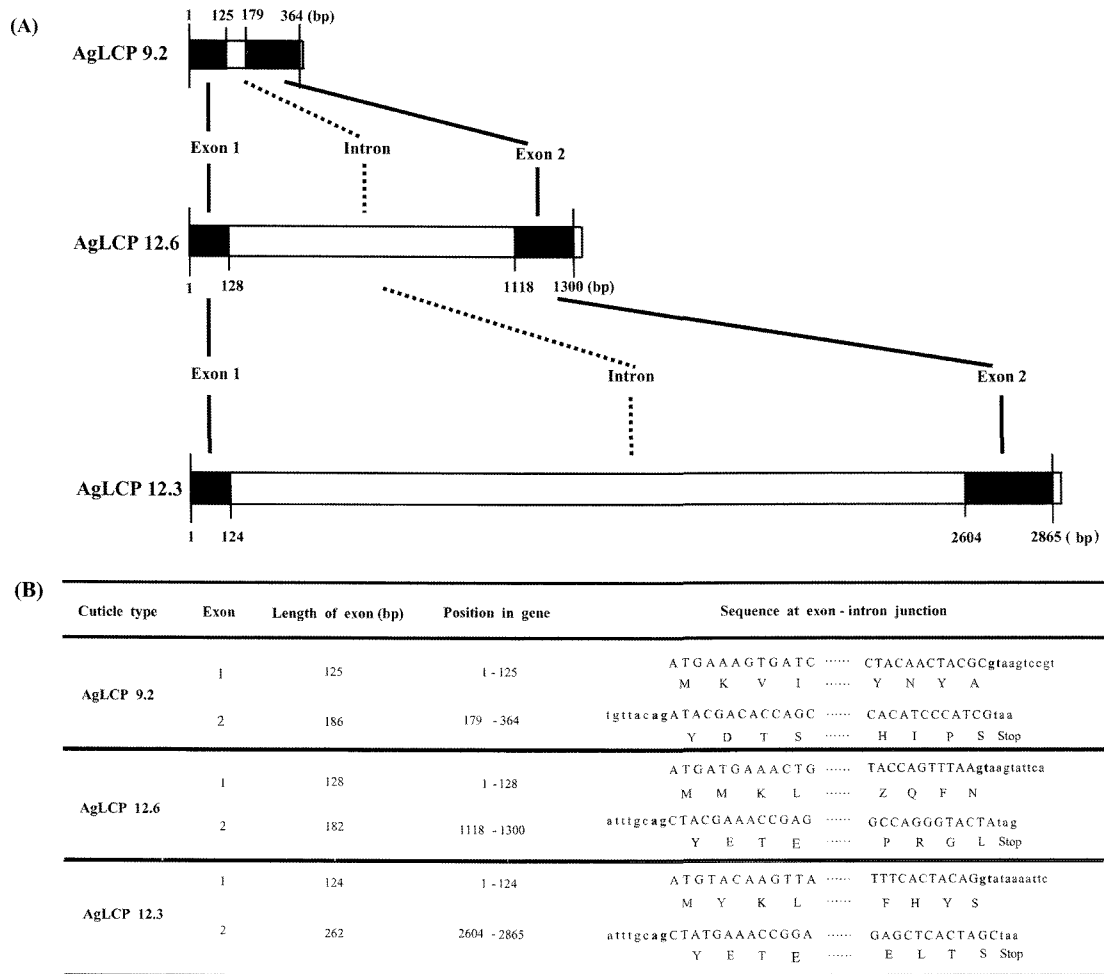 (A)
1 125 179 364 (bp)
AgLCP 9.2
Exon 1 Intron Exon 2
AgLCP 12.6
1 128 1118 1300 (bp)
Exon 1 Intron Exon 2
AgLCP 12.3
1 124 2604 2865 ( bp)
(B)
Cuticle type Exon Length of exon (bp) Position in gene Sequence at exon - intron junction
1 125 1 - 125 ATGAAAGTGATC ······ CTACAACTACGCgtaagtccgt
M K V I ······ Y N Y A
AgLCP 9.2
2 186 179 - 364 tgttacagATACGACACCAGC ······ CACATCCCATCGtaa
Y D T S ······ H I P S Stop
1 128 1 - 128 ATGATGAAACTG ······ TACCAGTTTAAgtaagtattca
M M K L ······ Z Q F N
AgLCP 12.6
2 182 1118 - 1300 atttgcagCTACGAAACCGAG ······ GCCAGGGTACTAtag
Y E T E ······ P R G L Stop
1 124 1 - 124 ATGTACAAGTTA ······ TTTCACTACAGgtataaaattc
M Y K L ······ F H Y S
AgLCP 12.3
2 262 2604 - 2865 atttgcagCTATGAAACCGGA ······ GAGCTCACTAGCtaa
Y E T E ······ E L T S Stop